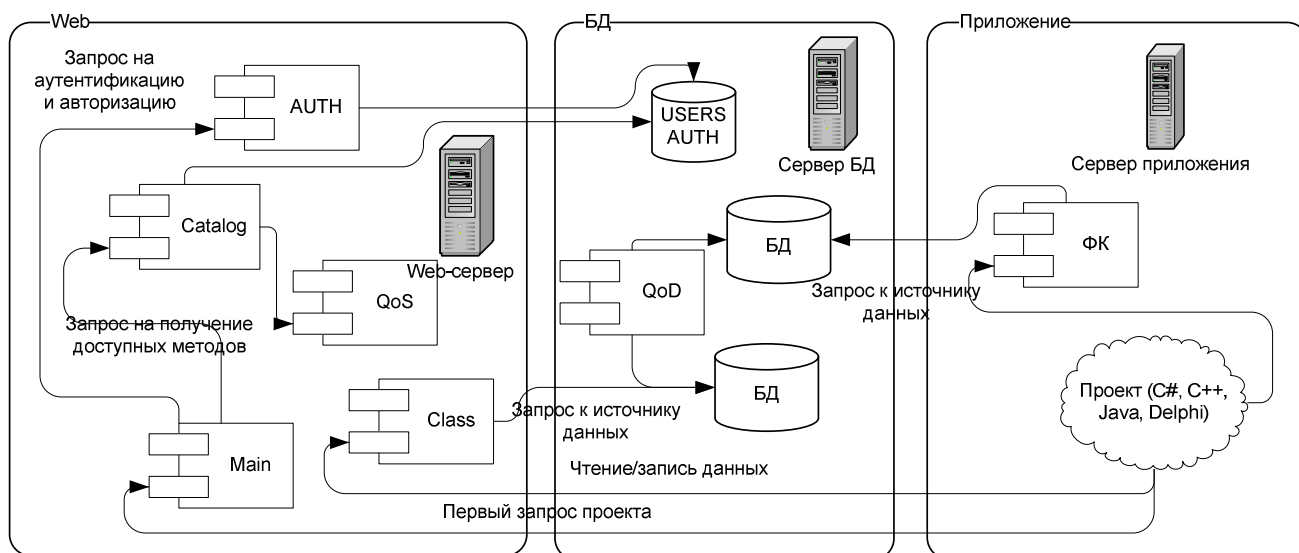 Web
БД
Приложение
Запрос на
аутентификацию
и авторизацию
AUTH
USERS
AUTH
Сервер БД
Сервер приложения
Catalog
Web-сервер
QoS
QoD
БД
ФК
Запрос к источнику
данных
Запрос на получение
доступных методов
Class
Запрос к источнику
данных
БД
Проект (C#, C++,
Java, Delphi)
Main
Чтение/запись данных
Первый запрос проекта